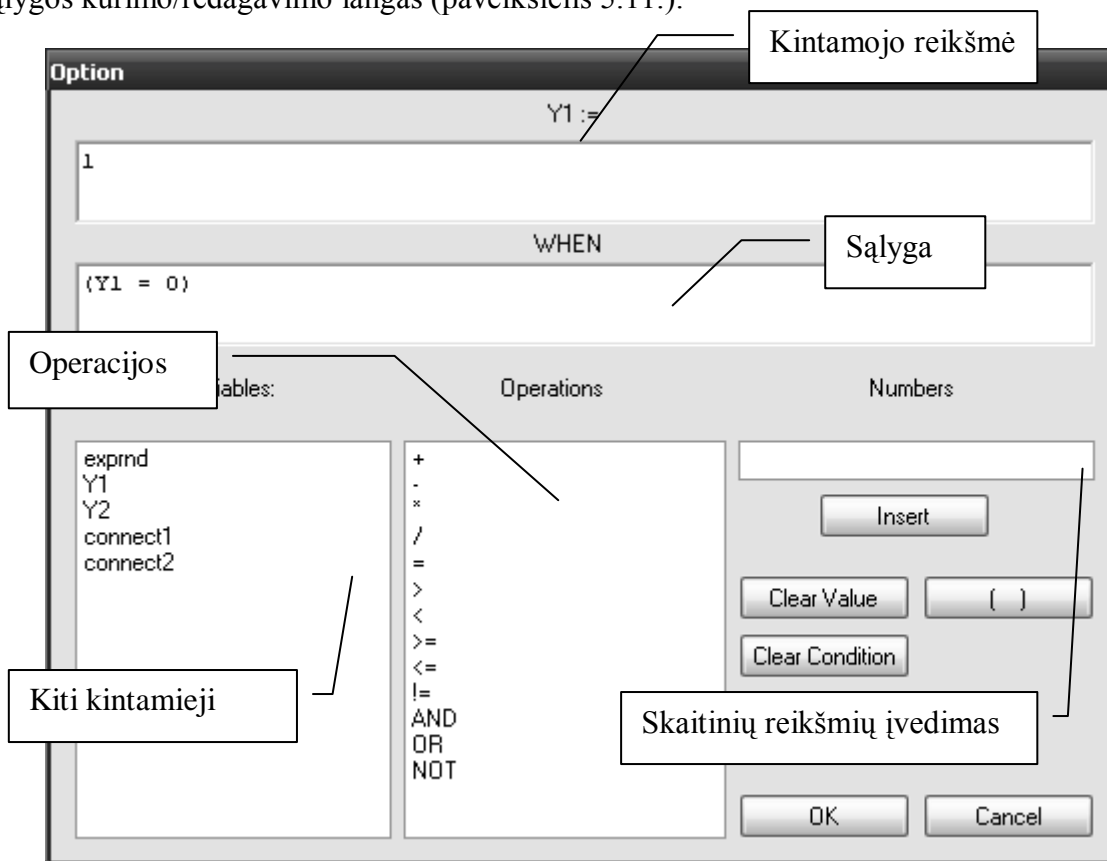 kūrimo/redagavimo langas (paveikslėlis 5.11.).
Kintamojo reikšmė
Option
Y1 :=
1
WHEN
Sąlyga
(Y1 = 0)
Operacijos
Operations
Numbers
exprnd
Y1
Y2
connect1
connect2
+
-
*
/
=
>
<
>=
<=
!=
AND
OR
NOT
Insert
Clear Value
( )
Clear Condition
Kiti kintamieji
Skaitinių reikšmių įvedimas
OK
Cancel